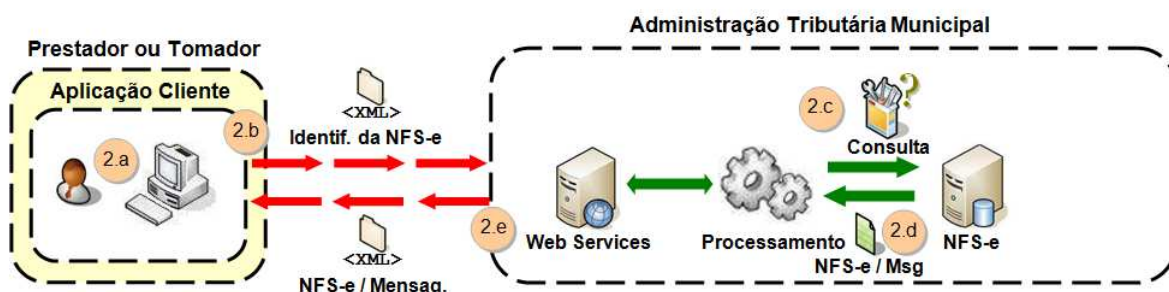 Administração Tributária Municipal
Prestador ou Tomador
Aplicação Cliente
2.a
2.b
<XML>
Identif. da NFS-e
<XML>
NFS-e / Mensag.
2.c
Consulta
2.e
Web Services
Processamento
2.d
NFS-e
NFS-e / Msg